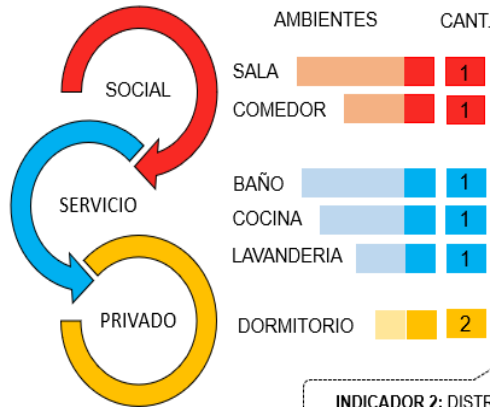 AMBIENTES CANT.
SOCIAL
SALA 1
COMEDOR 1
SERVICIO
BAÑO 1
COCINA 1
LAVANDERIA 1
PRIVADO
DORMITORIO 2
INDICADOR 2: DISTR